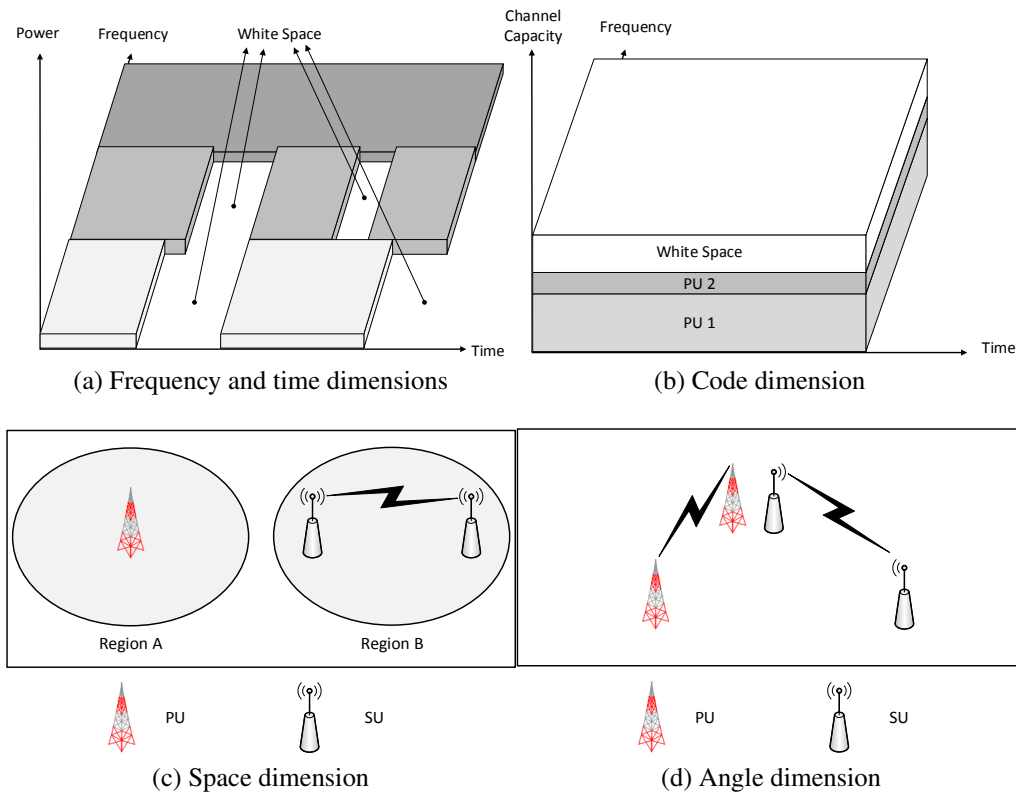 Power
Frequency
White Space
Time
(a) Frequency and time dimensions
Channel
Capacity
Frequency
White Space
PU 2
PU 1
Time
(b) Code dimension
Region A
Region B
PU
SU
(c) Space dimension
PU
SU
(d) Angle dimension